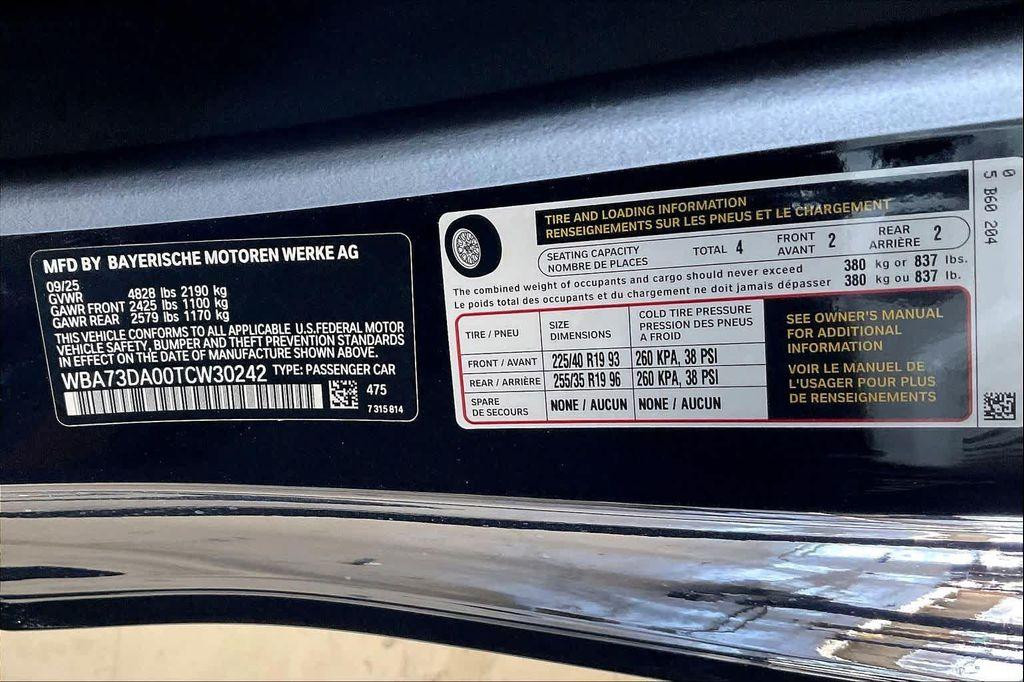 MFD BY BAYERISCHE MOTOREN WERKE AG
09/25
GVWR 4828 lbs 2190 kg
GAWR FRONT 2425 lbs 1100 kg
GAWR REAR 2579 lbs 1170 kg
THIS VEHICLE CONFORMS TO ALL APPLICABLE U.S.FEDERAL MOTOR
VEHICLE SAFETY, BUMPER AND THEFT PREVENTION STANDARDS
IN EFFECT ON THE DATE OF MANUFACTURE SHOWN ABOVE.
WBA73DA00TCW30242 TYPE: PASSENGER CAR
475
7 315 814
TIRE AND LOADING INFORMATION
RENSEIGNEMENTS SUR LES PNEUS ET LE CHARGEMENT
SEATING CAPACITY
NOMBRE DE PLACES
TOTAL 4
FRONT
AVANT 2
REAR
ARRIÈRE 2
The combined weight of occupants and cargo should never exceed 380 kg or 837 lbs.
Le poids total des occupants et du chargement ne doit jamais dépasser 380 kg ou 837 lb.
TIRE / PNEU
SIZE
DIMENSIONS
COLD TIRE PRESSURE
PRESSION DES PNEUS
A FROID
FRONT / AVANT 225/40 R19 93 260 KPA, 38 PSI
REAR / ARRIÈRE 255/35 R19 96 260 KPA, 38 PSI
SPARE
DE SECOURS
NONE / AUCUN NONE / AUCUN
SEE OWNER'S MANUAL
FOR ADDITIONAL
INFORMATION
VOIR LE MANUEL DE
L'USAGER POUR PLUS
DE RENSEIGNEMENTS
0
5 B60 204